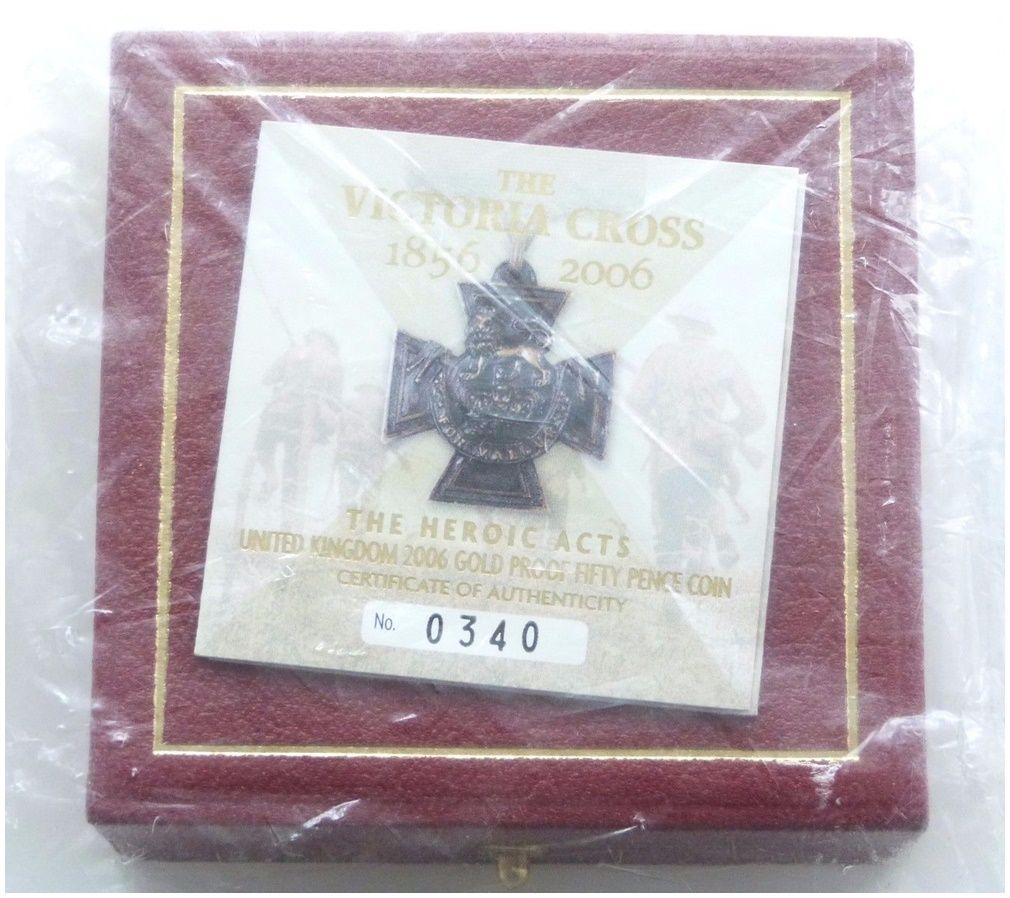 THE
VICTORIA CROSS
1856 2006
THE HEROIC ACTS
UNITED KINGDOM 2006 GOLD PROOF FIFTY PENCE COIN
CERTIFICATE OF AUTHENTICITY
No. 0340